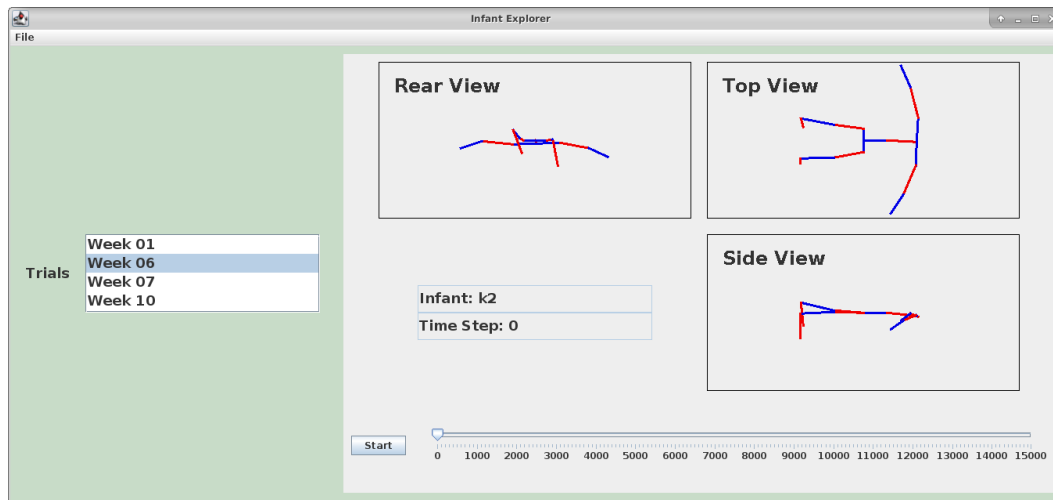 Infant Explorer
File
Rear View
Top View
Trials
Week 01
Week 06
Week 07
Week 10
Side View
Infant: k2
Time Step: 0
Start
0 1000 2000 3000 4000 5000 6000 7000 8000 9000 10000 11000 12000 13000 14000 15000